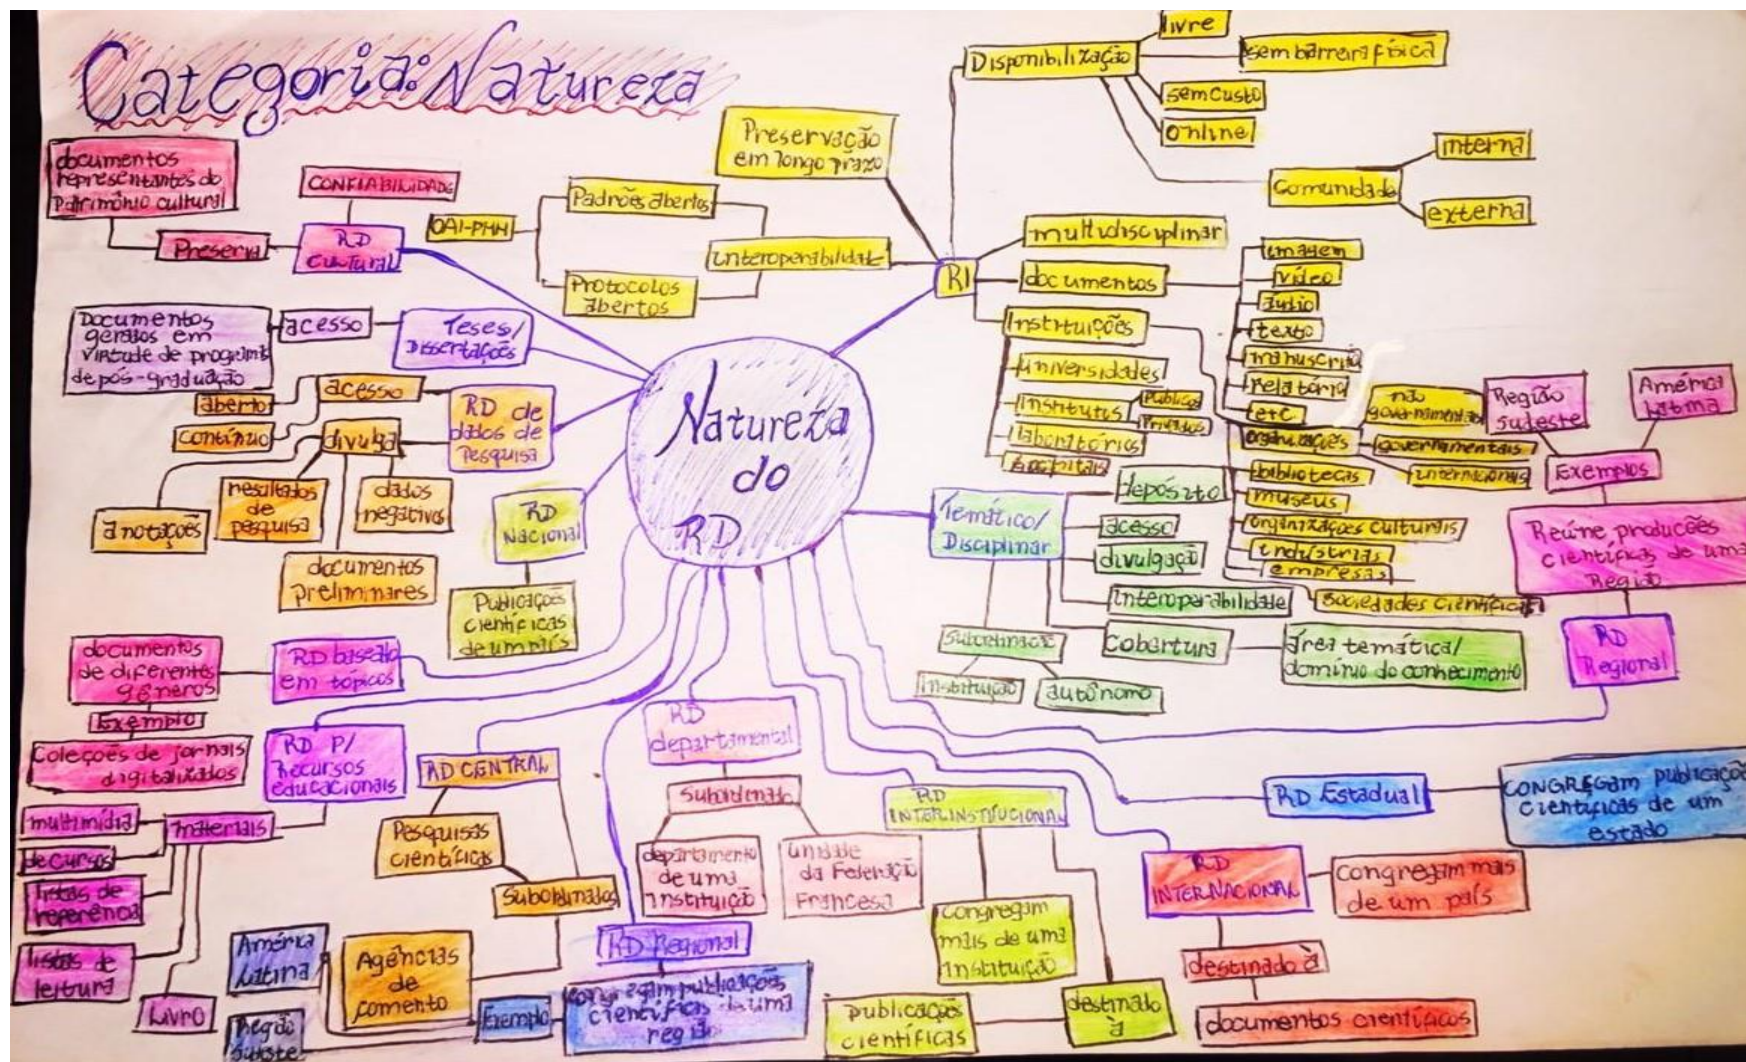 Categoria: Natureza
documentos
representantes do
Patrimônio cultural
Preserva
CONFIABILIDADE
RD
CULTURAL
OAI-PMH
Padrões abertos
Protocolos
abertos
interoperabilidade
Preservação
em longo prazo
RI
Disponibilização
livre
sem barreira física
sem custo
online
Comunidade
interna
externa
multidisciplinar
documentos
imagem
vídeo
áudio
texto
manuscrito
relatório
etc
Instituições
universidades
Institutos
Públicos
Privados
laboratórios
hospitais
organizações
não
governamentais
governamentais
internacionais
bibliotecas
museus
organizações culturais
indústrias
empresas
sociedades científicas
Documentos
gerados em
virtude de programas
de pós-graduação
acesso
Teses/
Dissertações
aberto
contínuo
acesso
divulga
RD de
dados de
Pesquisa
anotações
resultados
de
pesquisa
dados
negativos
documentos
preliminares
RD
Nacional
Publicações
científicas
de um país
Natureza
do
RD
Temático/
Disciplinar
depósito
acesso
divulgação
interoperabilidade
Cobertura
área temática/
domínio do conhecimento
Subordinação
Instituição
autônomo
Região
Sudeste
América
Latina
Exemplos
Reúne produções
científicas de uma
Região
RD
Regional
documentos
de diferentes
gêneros
RD baseado
em tópicos
Exemplo
Coleções de jornais
digitalizados
RD P/
Recursos
educacionais
multimídia
de cursos
listas de
referência
listas de
leitura
Livro
materiais
RD CENTRAL
Pesquisas
científicas
Subordinados
Agências
de
fomento
RD
departamental
Subordenado
departamento
de uma
Instituição
unidade
da Federação
Francesa
RD Regional
congregam publicações
científicas de uma
região
Exemplo
América
Latina
Região
RD
INTERINSTITUCIONAL
congregam
mais de uma
Instituição
destinado
à
publicações
científicas
RD Estadual
CONGREGAM publicações
científicas de um
estado
RD
INTERNACIONAL
Congregam mais
de um país
destinado à
documentos científicos